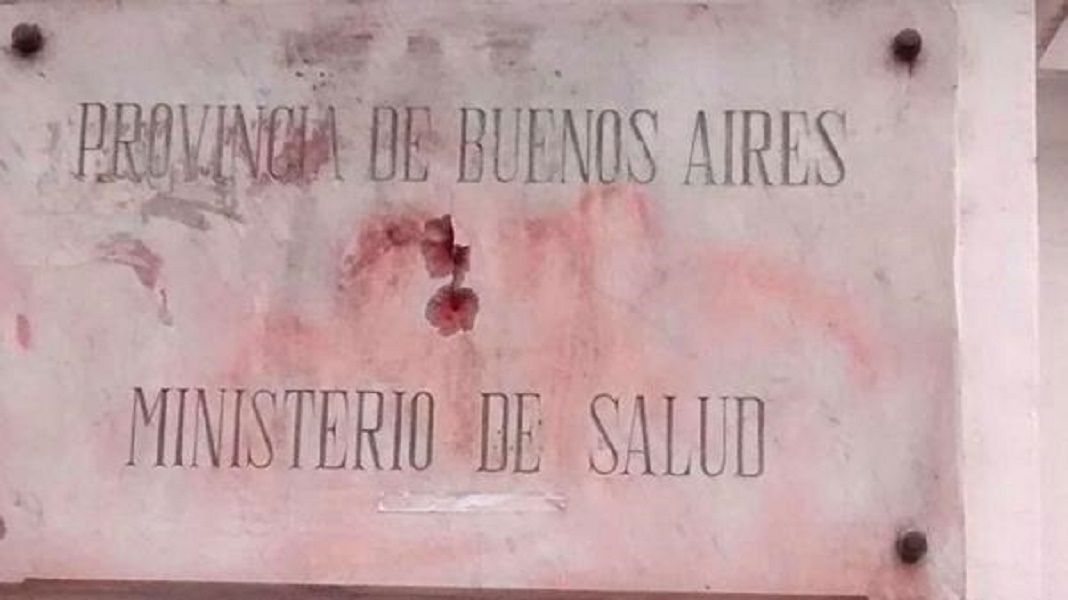 PROVINCIA DE BUENOS AIRES
MINISTERIO DE SALUD